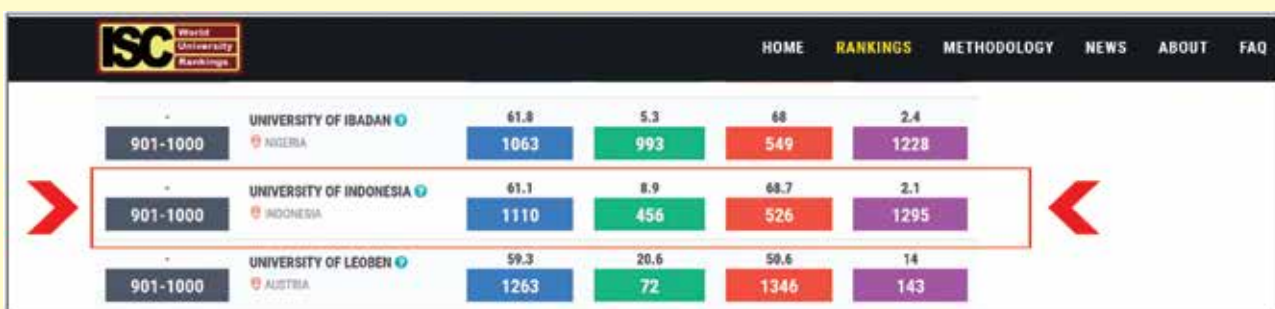 ISC World
University
Rankings
HOME RANKINGS METHODOLOGY NEWS ABOUT FAQ
- UNIVERSITY OF IBADAN ? 61.8 5.3 68 2.4
901-1000 NIGERIA 1063 993 549 1228
- UNIVERSITY OF INDONESIA ? 61.1 8.9 68.7 2.1
901-1000 INDONESIA 1110 456 526 1295
- UNIVERSITY OF LEOBEN ? 59.3 20.6 50.6 14
901-1000 AUSTRIA 1263 72 1346 143